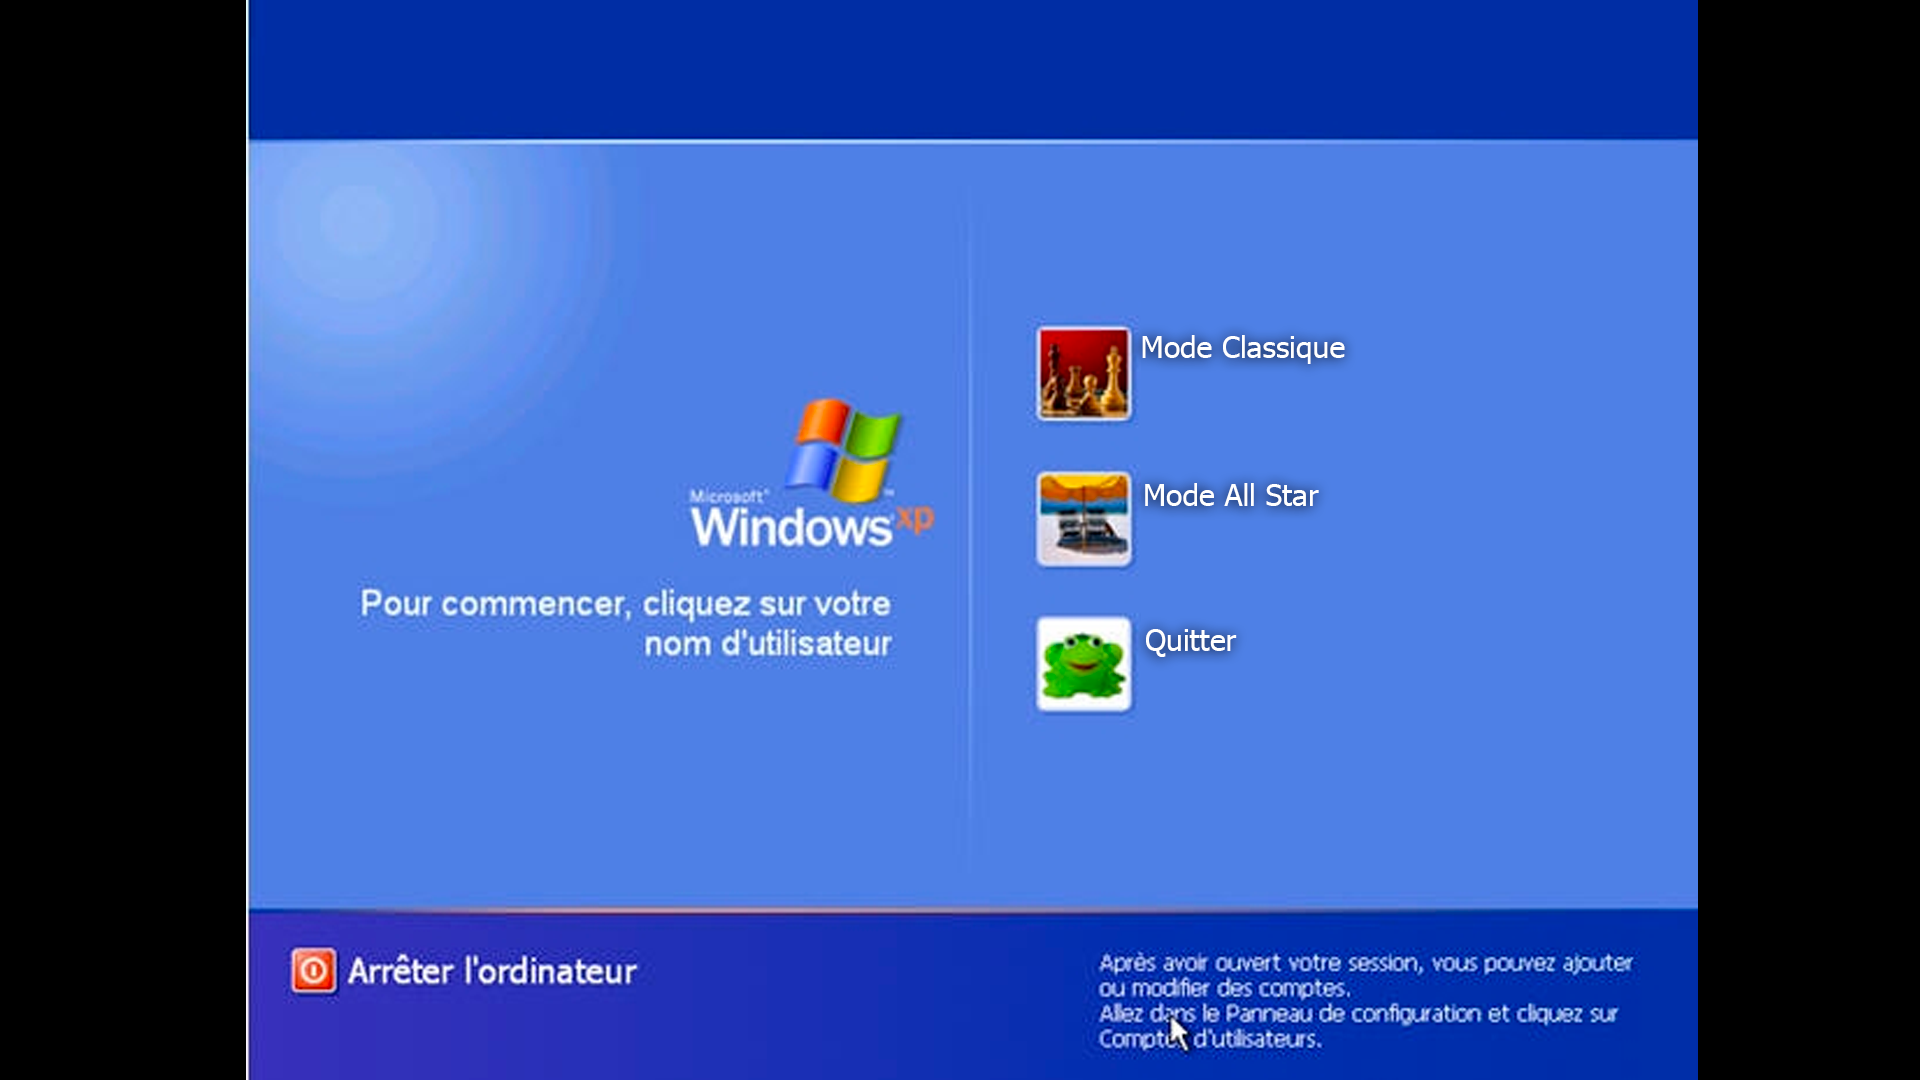 Microsoft®
Windows xp
Pour commencer, cliquez sur votre
nom d'utilisateur
Mode Classique
Mode All Star
Quitter
Arrêter l'ordinateur
Après avoir ouvert votre session, vous pouvez ajouter
ou modifier des comptes.
Allez dans le Panneau de configuration et cliquez sur
Comptes d'utilisateurs.